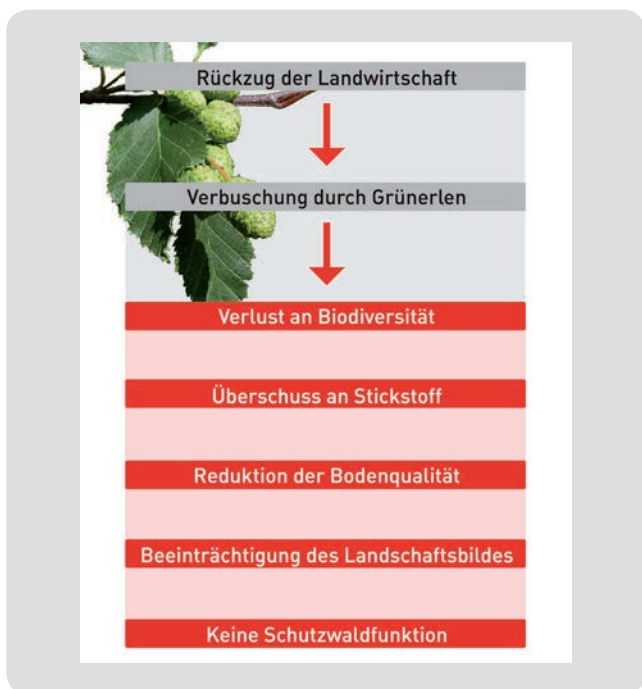 Rückzug der Landwirtschaft
Verbuschung durch Grünerlen
Verlust an Biodiversität
Überschuss an Stickstoff
Reduktion der Bodenqualität
Beeinträchtigung des Landschaftsbildes
Keine Schutzwaldfunktion